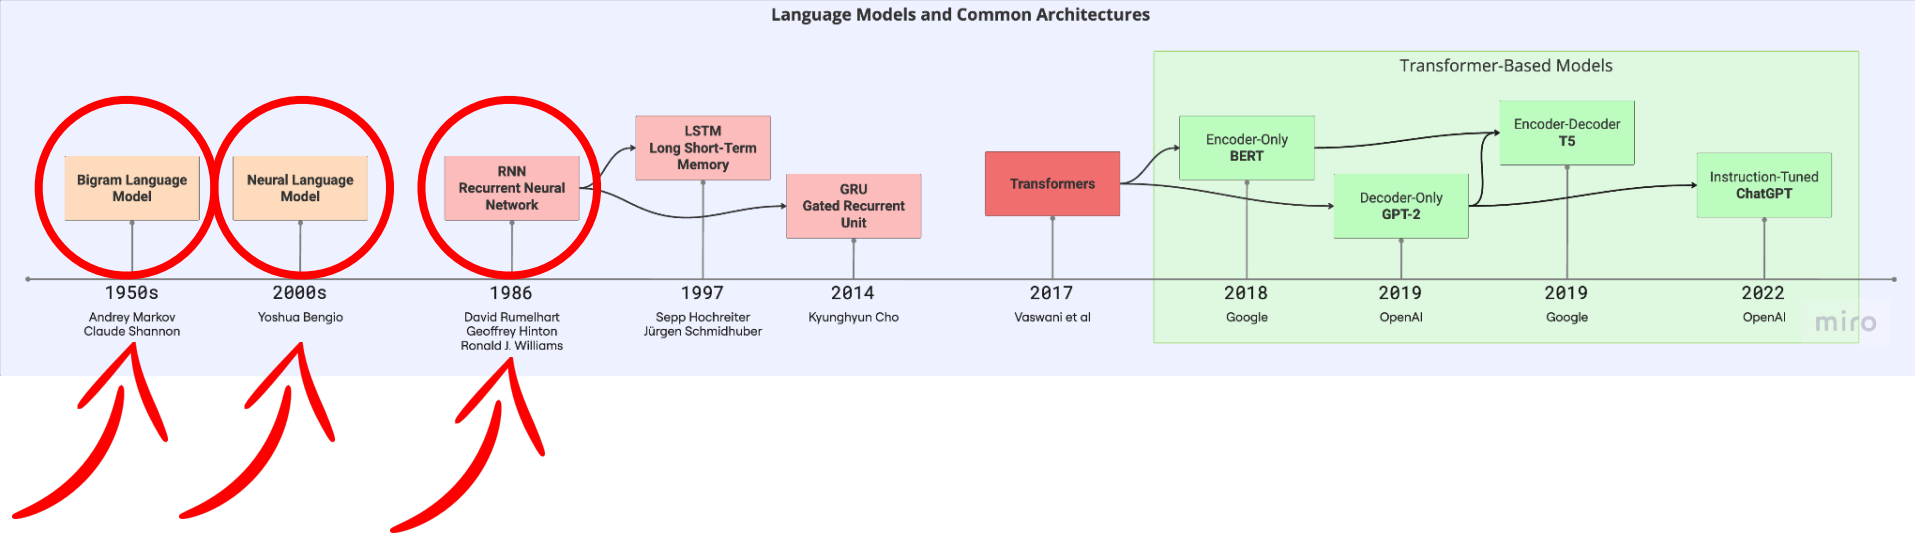 Language Models and Common Architectures
Transformer-Based Models
Bigram Language
Model
Neural Language
Model
RNN
Recurrent Neural
Network
LSTM
Long Short-Term
Memory
GRU
Gated Recurrent
Unit
Transformers
Encoder-Only
BERT
Decoder-Only
GPT-2
Encoder-Decoder
T5
Instruction-Tuned
ChatGPT
1950s
Andrey Markov
Claude Shannon
2000s
Yoshua Bengio
1986
David Rumelhart
Geoffrey Hinton
Ronald J. Williams
1997
Sepp Hochreiter
Jürgen Schmidhuber
2014
Kyunghyun Cho
2017
Vaswani et al
2018
Google
2019
OpenAI
2019
Google
2022
OpenAI
miro